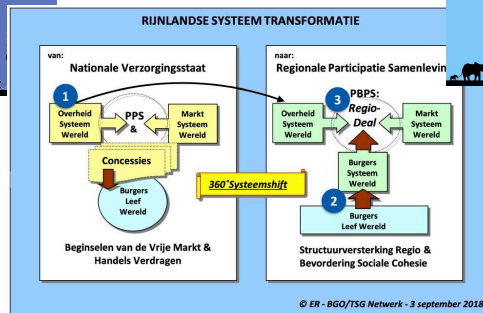 RIJNLANDSE SYSTEEM TRANSFORMATIE
van:
Nationale Verzorgingsstaat
1
Overheid
Systeem
Wereld
PPS
&
Markt
Systeem
Wereld
Concessies
Burgers
Leef
Wereld
Beginselen van de Vrije Markt &
Handels Verdragen
360˚Systeemshift
naar:
Regionale Participatie
3
PBPS:
Regio-
Deal
Overheid
Systeem
Wereld
Markt
Systeem
Wereld
Burgers
Systeem
Wereld
2
Burgers
Leef Wereld
Structuurversterking Regio &
Bevordering Sociale Cohesie
© ER - BGO/TSG Netwerk - 3 september 2018